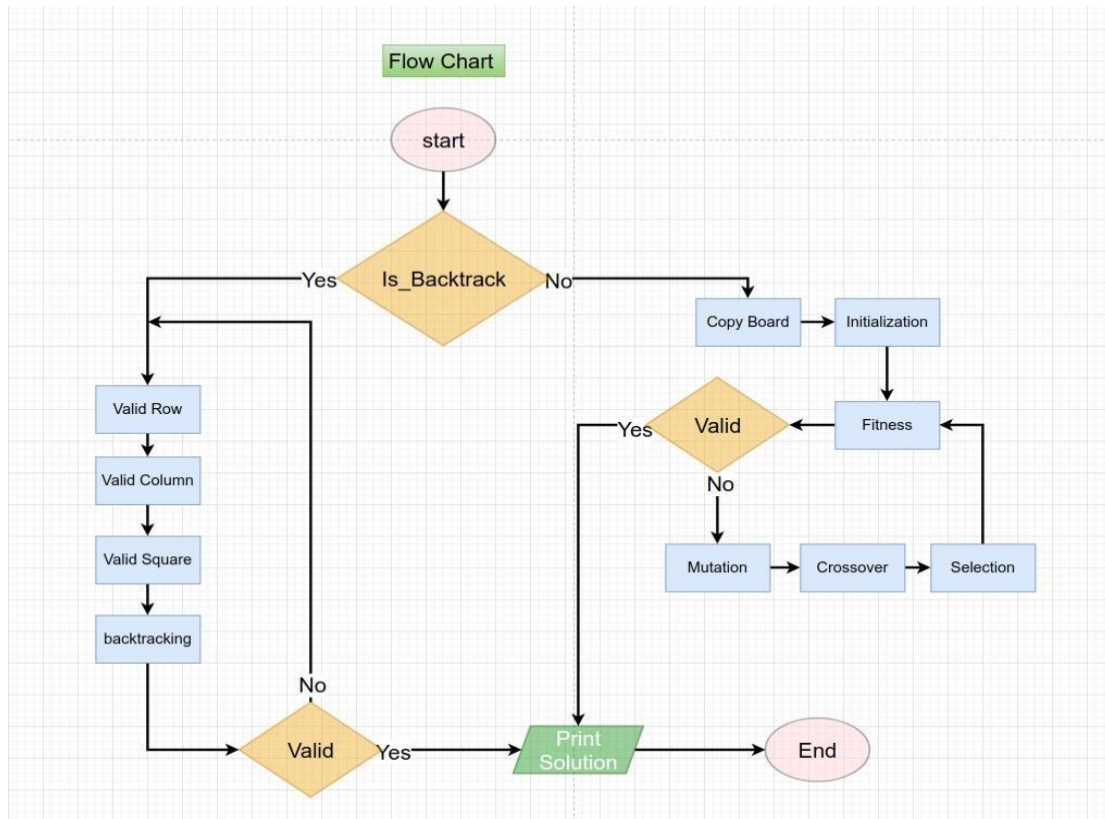 Flow Chart
start
Is_Backtrack
Yes
No
Copy Board
Initialization
Valid Row
Valid
Fitness
Yes
No
Valid Column
Valid Square
Mutation
Crossover
Selection
backtracking
No
Valid
Yes
Print
Solution
End